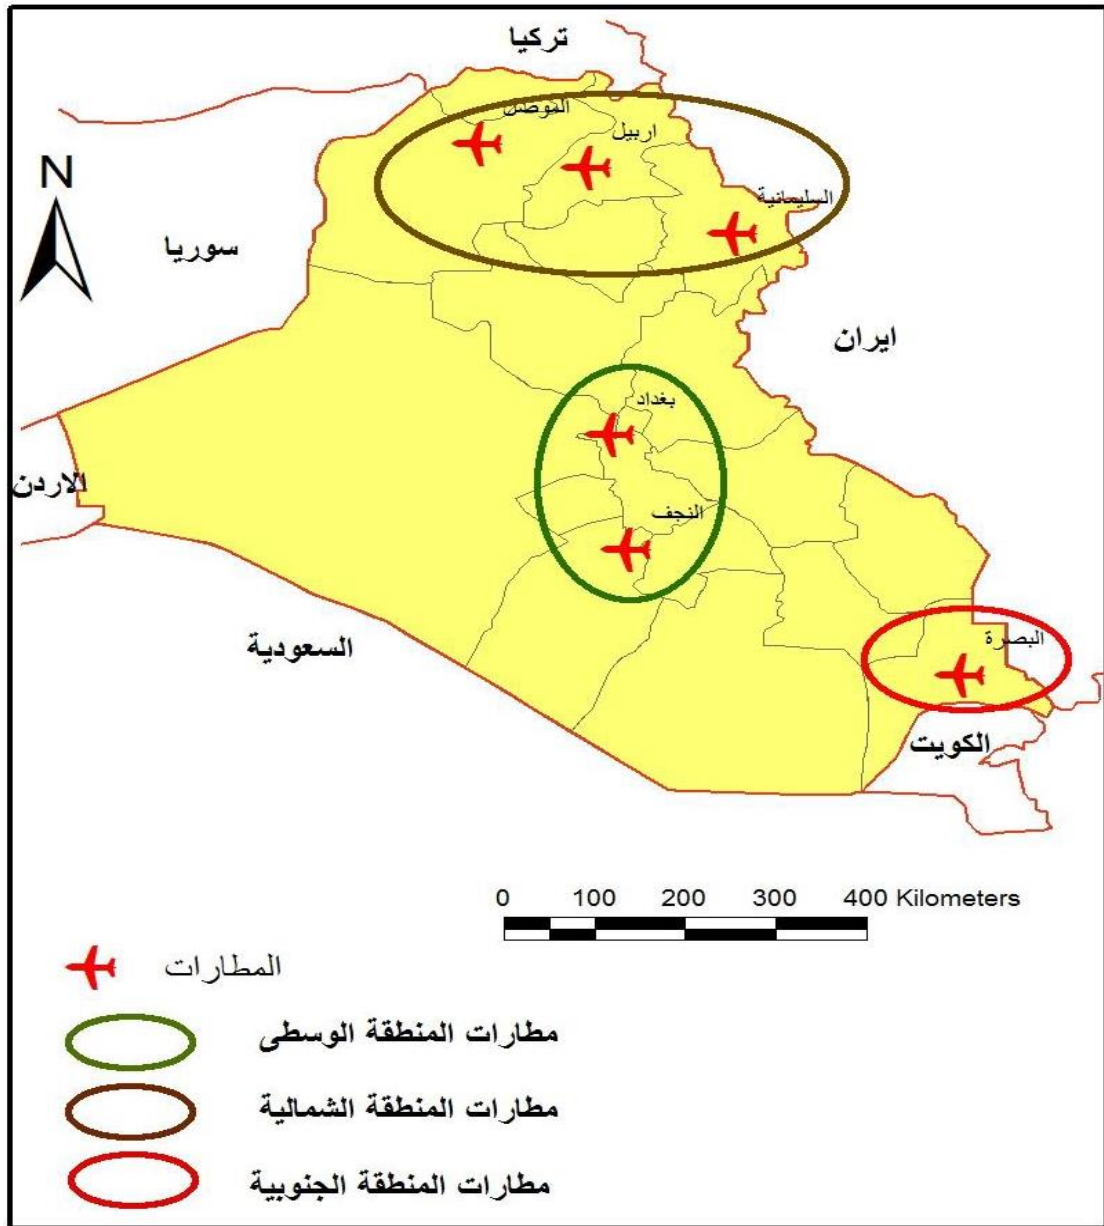 تركيا
الموصل
اربيل
N
السليمانية
سوريا
ايران
بغداد
الاردن
النجف
البصرة
السعودية
الكويت
0 100 200 300 400 Kilometers
المطارات
مطارات المنطقة الوسطى
مطارات المنطقة الشمالية
مطارات المنطقة الجنوبية